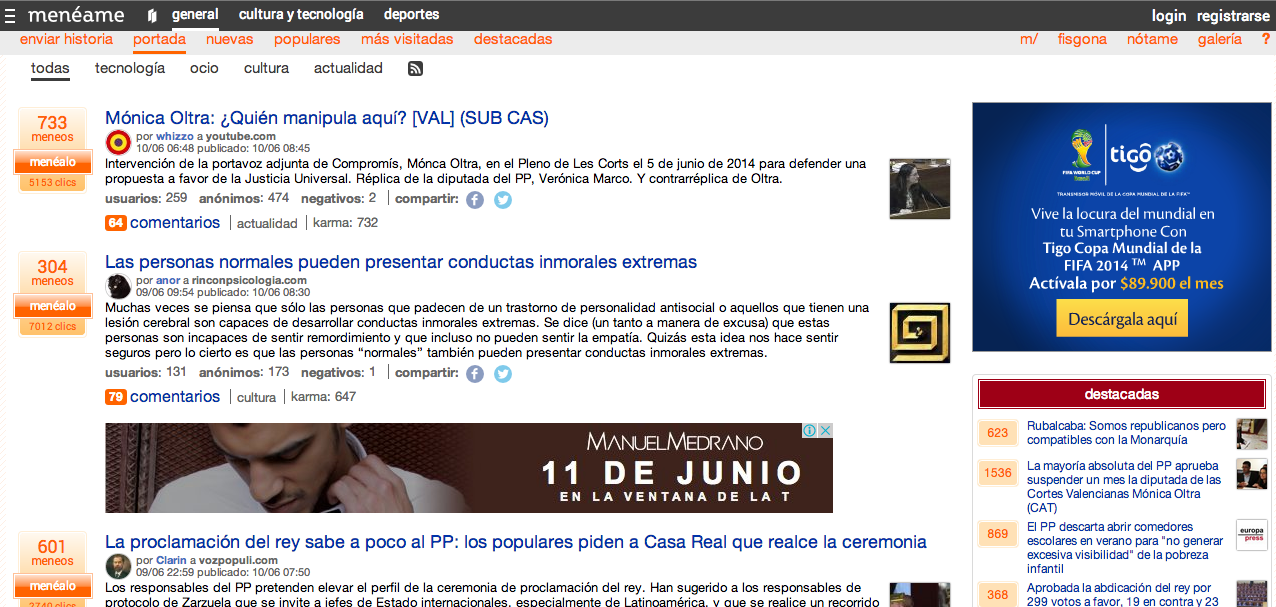 menéame general cultura y tecnología deportes login registrarse
enviar historia portada nuevas populares más visitadas destacadas m/ fisgona nótame galería ?
todas tecnología ocio cultura actualidad
733
meneos
menéalo
5153 clics
Mónica Oltra: ¿Quién manipula aquí? [VAL] (SUB CAS)
por whizzo a youtube.com
10/06 06:48 publicado: 10/06 08:45
Intervención de la portavoz adjunta de Compromís, Mónca Oltra, en el Pleno de Les Corts el 5 de junio de 2014 para defender una
propuesta a favor de la Justicia Universal. Réplica de la diputada del PP, Verónica Marco. Y contrarréplica de Oltra.
usuarios: 259 anónimos: 474 negativos: 2 compartir:
64 comentarios actualidad karma: 732
304
meneos
menéalo
7012 clics
Las personas normales pueden presentar conductas inmorales extremas
por anor a rinconpsicologia.com
09/06 09:54 publicado: 10/06 08:30
Muchas veces se piensa que sólo las personas que padecen de un trastorno de personalidad antisocial o aquellos que tienen una
lesión cerebral son capaces de desarrollar conductas inmorales extremas. Se dice (un tanto a manera de excusa) que estas
personas son incapaces de sentir remordimiento y que incluso no pueden sentir la empatía. Quizás esta idea nos hace sentir
seguros pero lo cierto es que las personas “normales” también pueden presentar conductas inmorales extremas.
usuarios: 131 anónimos: 173 negativos: 1 compartir:
79 comentarios cultura karma: 647
MANUEL MEDRANO
11 DE JUNIO
EN LA VENTANA DE LA T
601
meneos
menéalo
2740 clics
La proclamación del rey sabe a poco al PP: los populares piden a Casa Real que realce la ceremonia
por Clarin a vozpopuli.com
09/06 22:59 publicado: 10/06 07:50
Los responsables del PP pretenden elevar el perfil de la ceremonia de proclamación del rey. Han sugerido a los responsables de
protocolo de Zarzuela que se invite a jefes de Estado internacionales, especialmente de Latinoamérica, y que se realice un recorrido
FIFA WORLD CUP
Brasil
tigo
TRANSMISOR MÓVIL DE LA COPA MUNDIAL DE LA FIFA™
Vive la locura del mundial en
tu Smartphone Con
Tigo Copa Mundial de la
FIFA 2014 ™ APP
Actívala por $89.900 el mes
Descárgala aquí
destacadas
623 Rubalcaba: Somos republicanos pero
compatibles con la Monarquía
1536 La mayoría absoluta del PP aprueba
suspender un mes la diputada de las
Cortes Valencianas Mónica Oltra
(CAT)
869 El PP descarta abrir comedores
escolares en verano para "no generar
excesiva visibilidad" de la pobreza
infantil
europa
press
368 Aprobada la abdicación del rey por
299 votos a favor, 19 en contra y 23